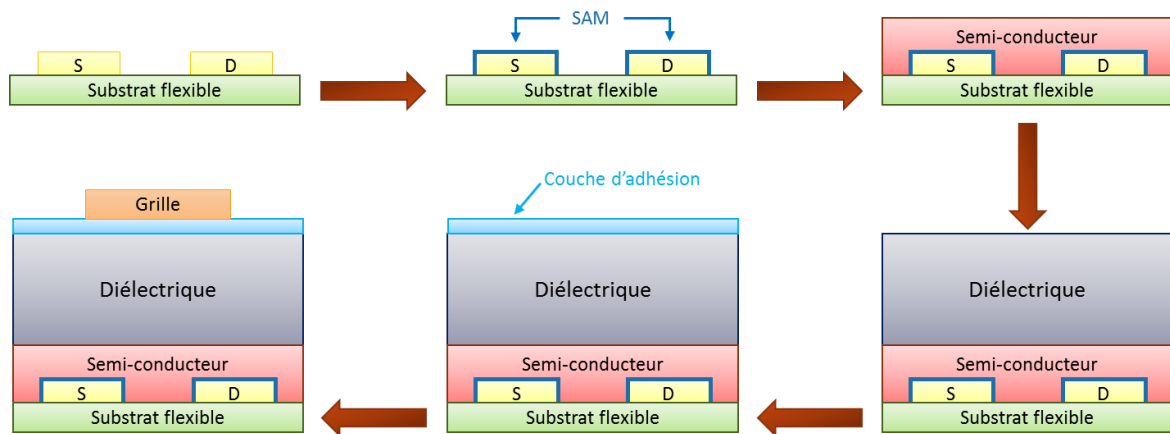 S
D
Substrat flexible
SAM
S
D
Substrat flexible
Semi-conducteur
S
D
Substrat flexible
Grille
Diélectrique
Semi-conducteur
S
D
Substrat flexible
Couche d'adhésion
Diélectrique
Semi-conducteur
S
D
Substrat flexible
Diélectrique
Semi-conducteur
S
D
Substrat flexible